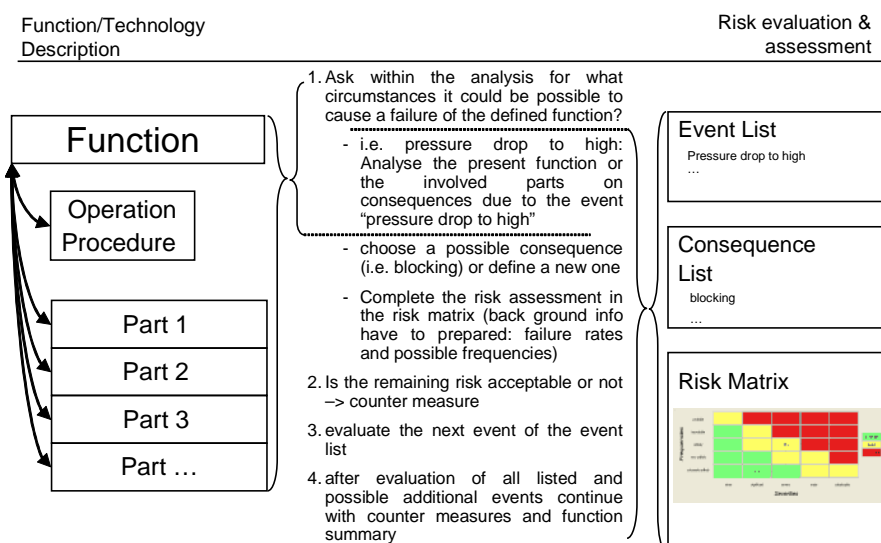 Function/Technology
Description
Risk evaluation &
assessment
Function
Operation
Procedure
Part 1
Part 2
Part 3
Part …
1. Ask within the analysis for what
circumstances it could be possible to
cause a failure of the defined function?
- i.e. pressure drop to high:
Analyse the present function or
the involved parts on
consequences due to the event
“pressure drop to high”
- choose a possible consequence
(i.e. blocking) or define a new one
- Complete the risk assessment in
the risk matrix (back ground info
have to prepared: failure rates
and possible frequencies)
2. Is the remaining risk acceptable or not
–> counter measure
3. evaluate the next event of the event
list
4. after evaluation of all listed and
possible additional events continue
with counter measures and function
summary
Event List
Pressure drop to high
…
Consequence
List
blocking
…
Risk Matrix
Frequencies
Severities